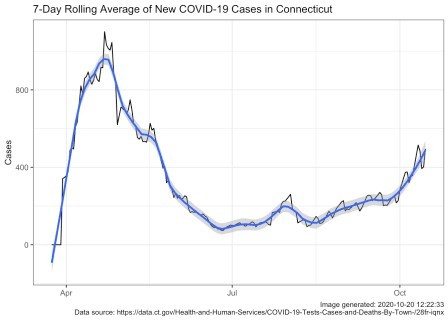 7-Day Rolling Average of New COVID-19 Cases in Connecticut
800
400
0
Cases
Apr
Jul
Oct
Image generated: 2020-10-20 12:22:33
Data source: https://data.ct.gov/Health-and-Human-Services/COVID-19-Tests-Cases-and-Deaths-By-Town-/28fr-iqnx